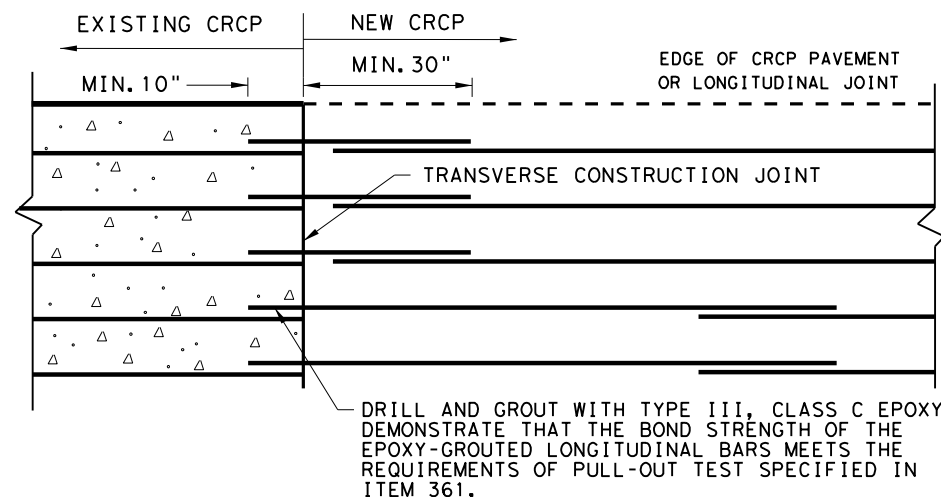 EXISTING CRCP
NEW CRCP
MIN. 10"
MIN. 30"
EDGE OF CRCP PAVEMENT
OR LONGITUDINAL JOINT
TRANSVERSE CONSTRUCTION JOINT
DRILL AND GROUT WITH TYPE III, CLASS C EPOXY
DEMONSTRATE THAT THE BOND STRENGTH OF THE
EPOXY-GROUTED LONGITUDINAL BARS MEETS THE
REQUIREMENTS OF PULL-OUT TEST SPECIFIED IN
ITEM 361.